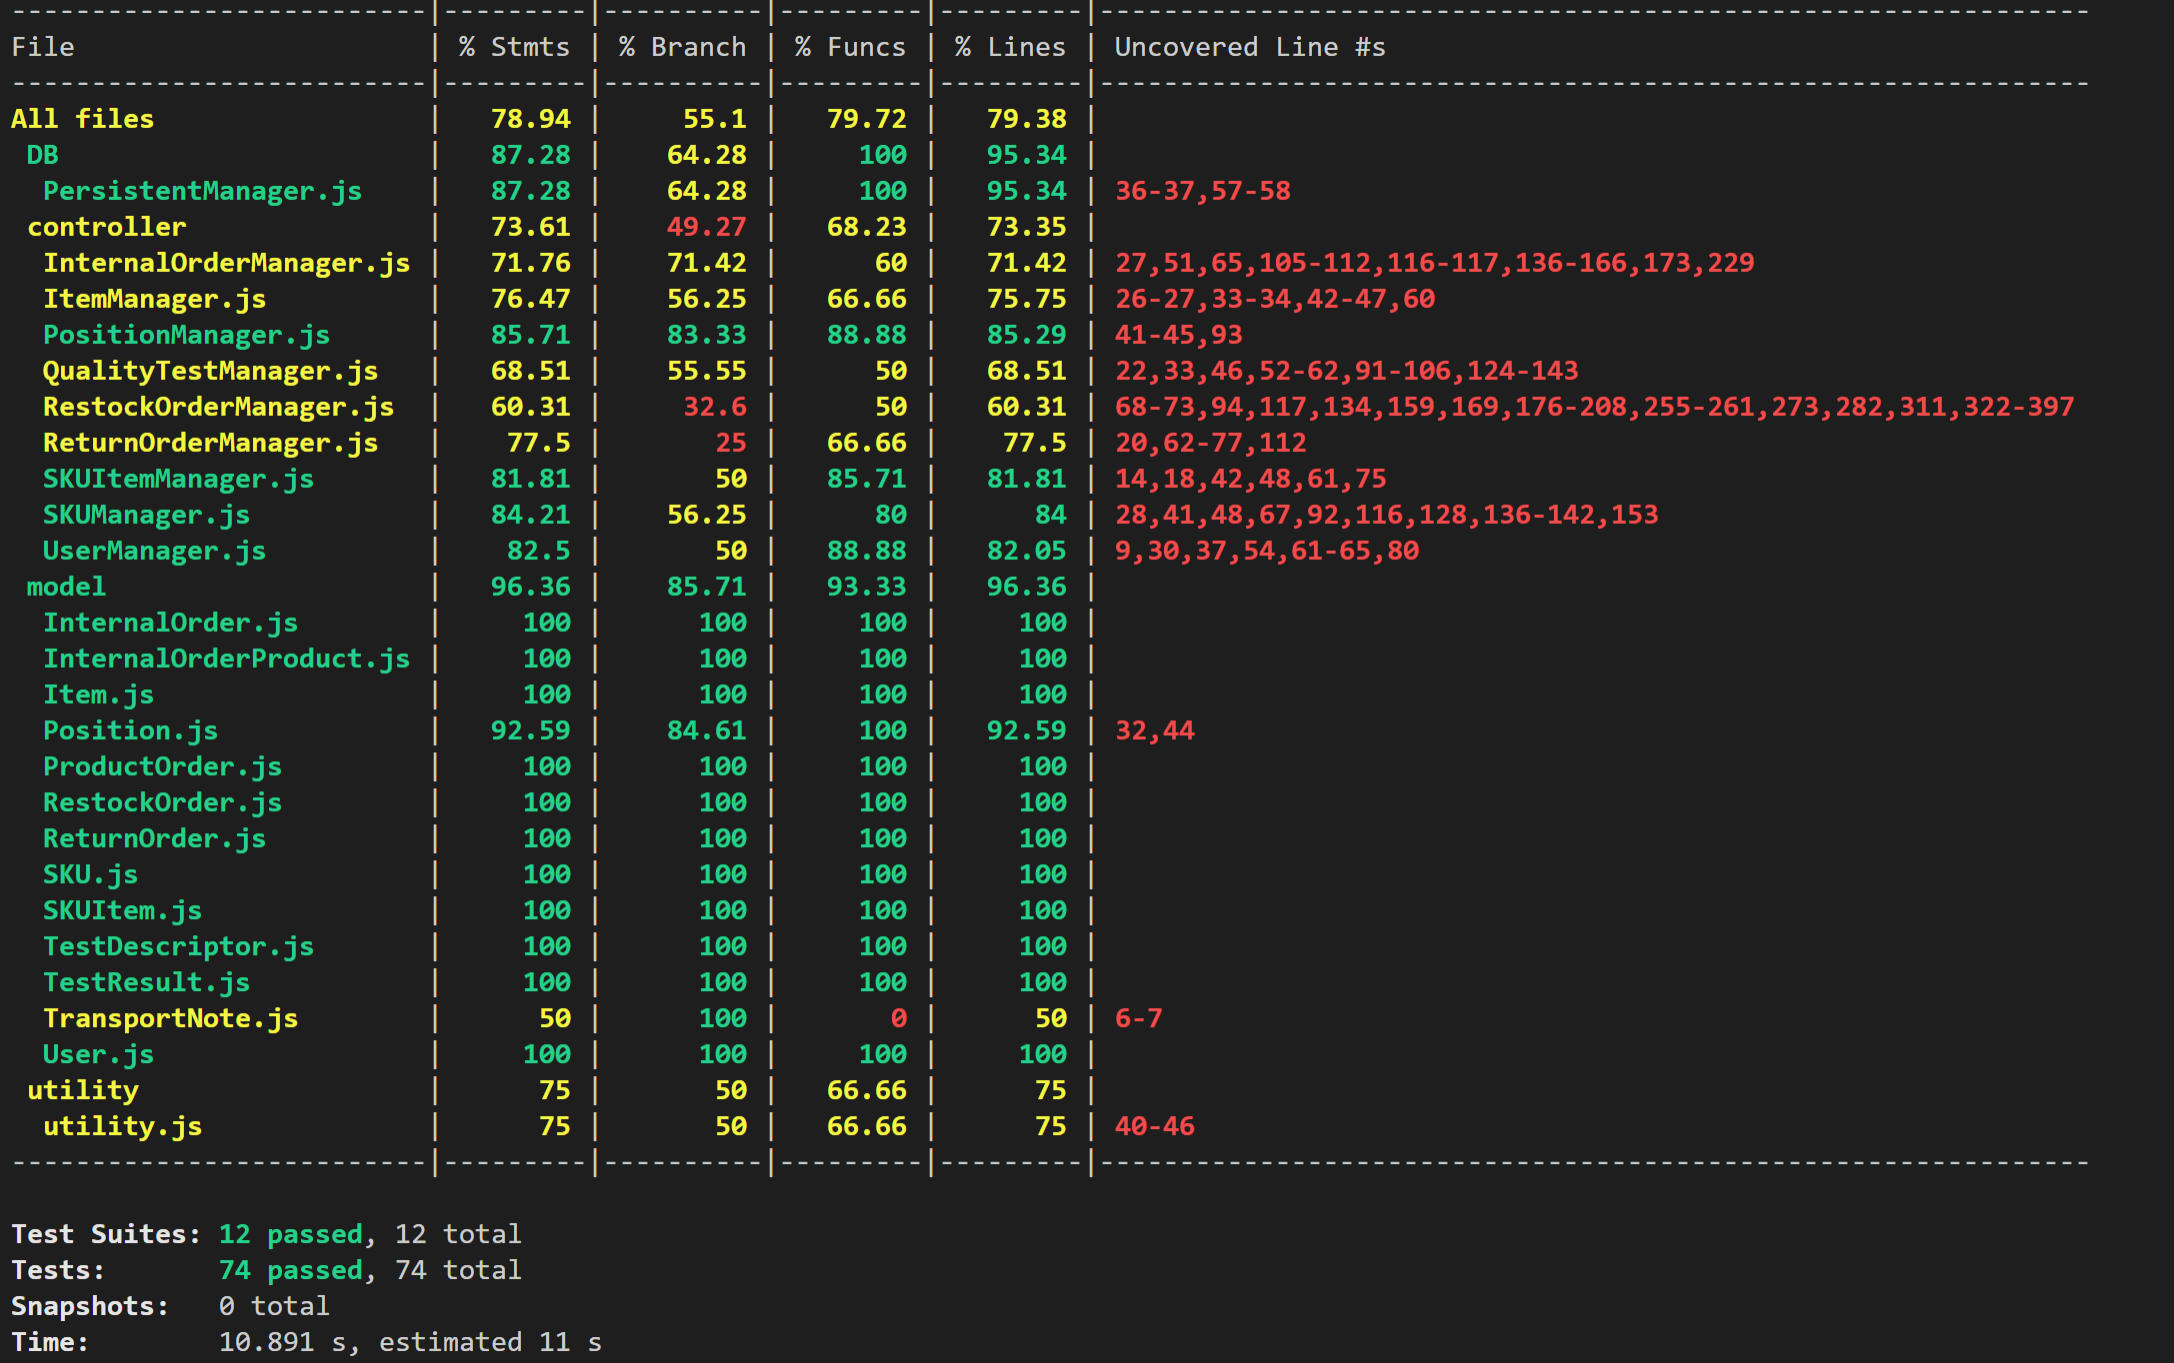 --------------------------|---------|----------|---------|---------|--------------------------------------------------------------
File                      | % Stmts | % Branch | % Funcs | % Lines | Uncovered Line #s
--------------------------|---------|----------|---------|---------|--------------------------------------------------------------
All files                 |   78.94 |     55.1 |   79.72 |   79.38 |
 DB                       |   87.28 |    64.28 |     100 |   95.34 |
  PersistentManager.js    |   87.28 |    64.28 |     100 |   95.34 | 36-37,57-58
 controller               |   73.61 |    49.27 |   68.23 |   73.35 |
  InternalOrderManager.js |   71.76 |    71.42 |      60 |   71.42 | 27,51,65,105-112,116-117,136-166,173,229
  ItemManager.js          |   76.47 |    56.25 |   66.66 |   75.75 | 26-27,33-34,42-47,60
  PositionManager.js      |   85.71 |    83.33 |   88.88 |   85.29 | 41-45,93
  QualityTestManager.js   |   68.51 |    55.55 |      50 |   68.51 | 22,33,46,52-62,91-106,124-143
  RestockOrderManager.js  |   60.31 |     32.6 |      50 |   60.31 | 68-73,94,117,134,159,169,176-208,255-261,273,282,311,322-397
  ReturnOrderManager.js   |    77.5 |       25 |   66.66 |    77.5 | 20,62-77,112
  SKUItemManager.js       |   81.81 |       50 |   85.71 |   81.81 | 14,18,42,48,61,75
  SKUManager.js           |   84.21 |    56.25 |      80 |      84 | 28,41,48,67,92,116,128,136-142,153
  UserManager.js          |    82.5 |       50 |   88.88 |   82.05 | 9,30,37,54,61-65,80
 model                    |   96.36 |    85.71 |   93.33 |   96.36 |
  InternalOrder.js        |     100 |      100 |     100 |     100 |
  InternalOrderProduct.js |     100 |      100 |     100 |     100 |
  Item.js                 |     100 |      100 |     100 |     100 |
  Position.js             |   92.59 |    84.61 |     100 |   92.59 | 32,44
  ProductOrder.js         |     100 |      100 |     100 |     100 |
  RestockOrder.js         |     100 |      100 |     100 |     100 |
  ReturnOrder.js          |     100 |      100 |     100 |     100 |
  SKU.js                  |     100 |      100 |     100 |     100 |
  SKUItem.js              |     100 |      100 |     100 |     100 |
  TestDescriptor.js       |     100 |      100 |     100 |     100 |
  TestResult.js           |     100 |      100 |     100 |     100 |
  TransportNote.js        |      50 |      100 |       0 |      50 | 6-7
  User.js                 |     100 |      100 |     100 |     100 |
 utility                  |      75 |       50 |   66.66 |      75 |
  utility.js              |      75 |       50 |   66.66 |      75 | 40-46
--------------------------|---------|----------|---------|---------|--------------------------------------------------------------
Test Suites: 12 passed, 12 total
Tests:       74 passed, 74 total
Snapshots:   0 total
Time:        10.891 s, estimated 11 s